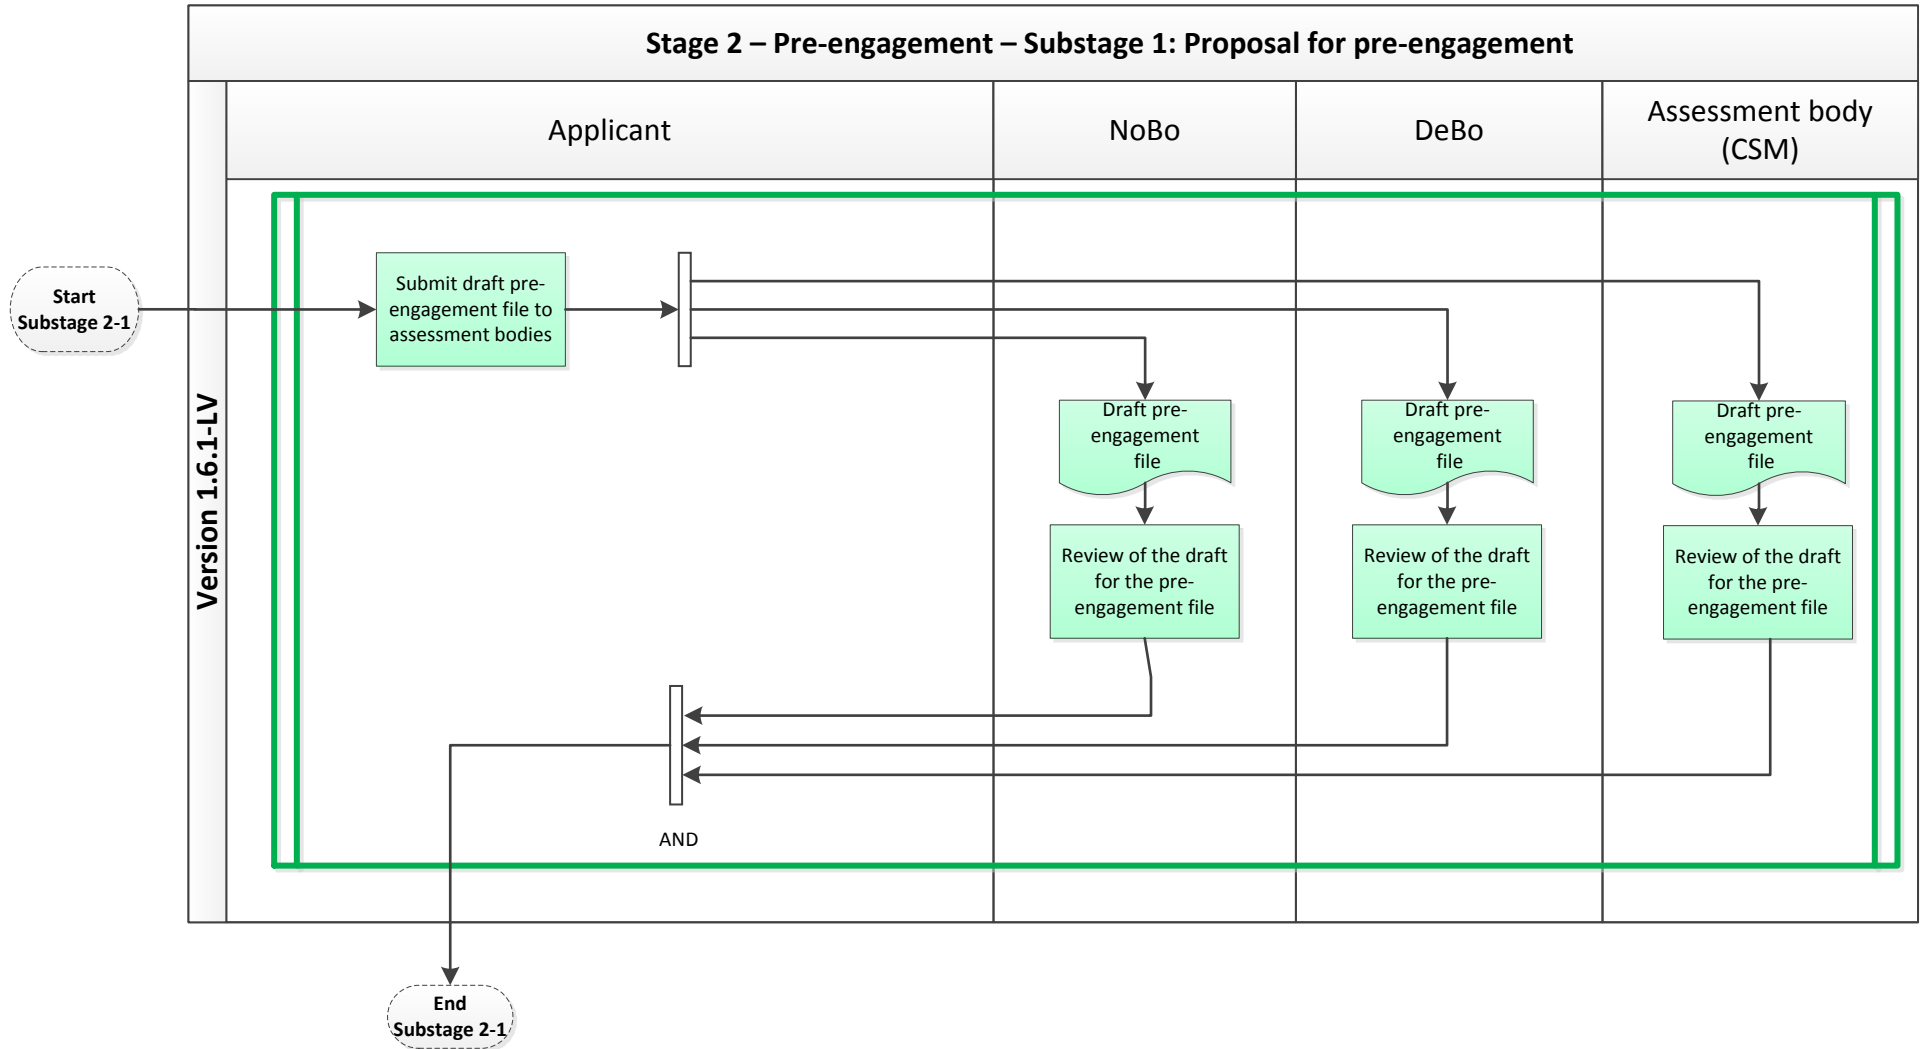 Stage 2 – Pre-engagement – Substage 1: Proposal for pre-engagement
Applicant
NoBo
DeBo
Assessment body
(CSM)
Version 1.6.1-LV
Start
Substage 2-1
Submit draft pre-
engagement file to
assessment bodies
Draft pre-
engagement
file
Draft pre-
engagement
file
Draft pre-
engagement
file
Review of the draft
for the pre-
engagement file
Review of the draft
for the pre-
engagement file
Review of the draft
for the pre-
engagement file
AND
End
Substage 2-1